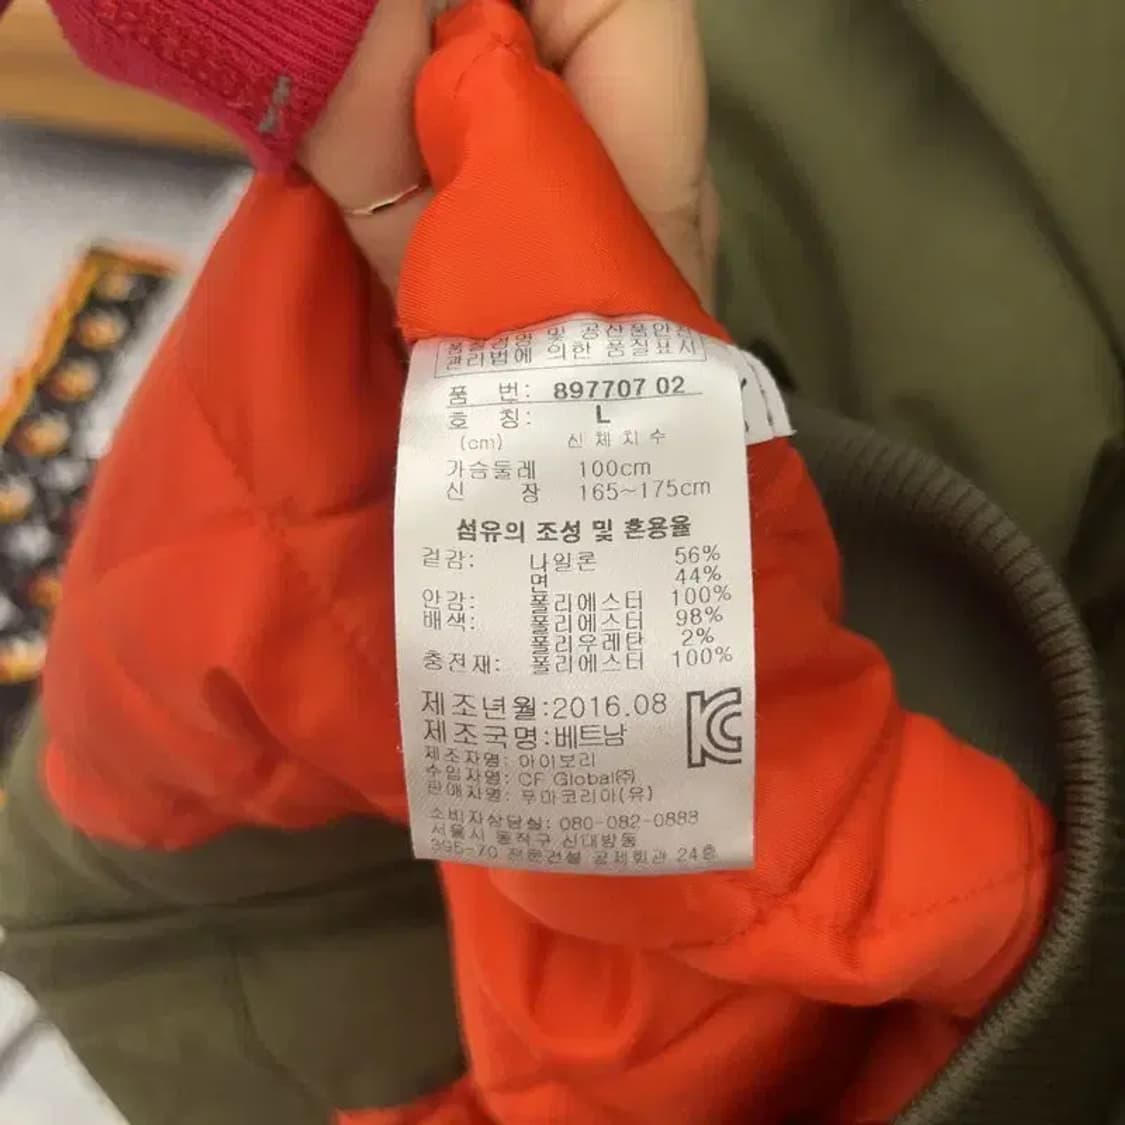 품질경영 및 공산품안전
관리법에 의한 품질표시
품 번: 897707 02
호 칭: L
(cm) 신체치수
가슴둘레 100cm
신 장 165~175cm
섬유의 조성 및 혼용율
겉감: 나일론 56%
면 44%
안감: 폴리에스터 100%
배색: 폴리에스터 98%
폴리우레탄 2%
충전재: 폴리에스터 100%
제조년월:2016.08
제조국명:베트남
제조자명: 아이보리
수입자명: CF Global(주)
판매자명: 푸마코리아(유)
소비자상담실: 080-082-0888
서울시 동작구 신대방동
395-70 전문건설 공제회관 24층